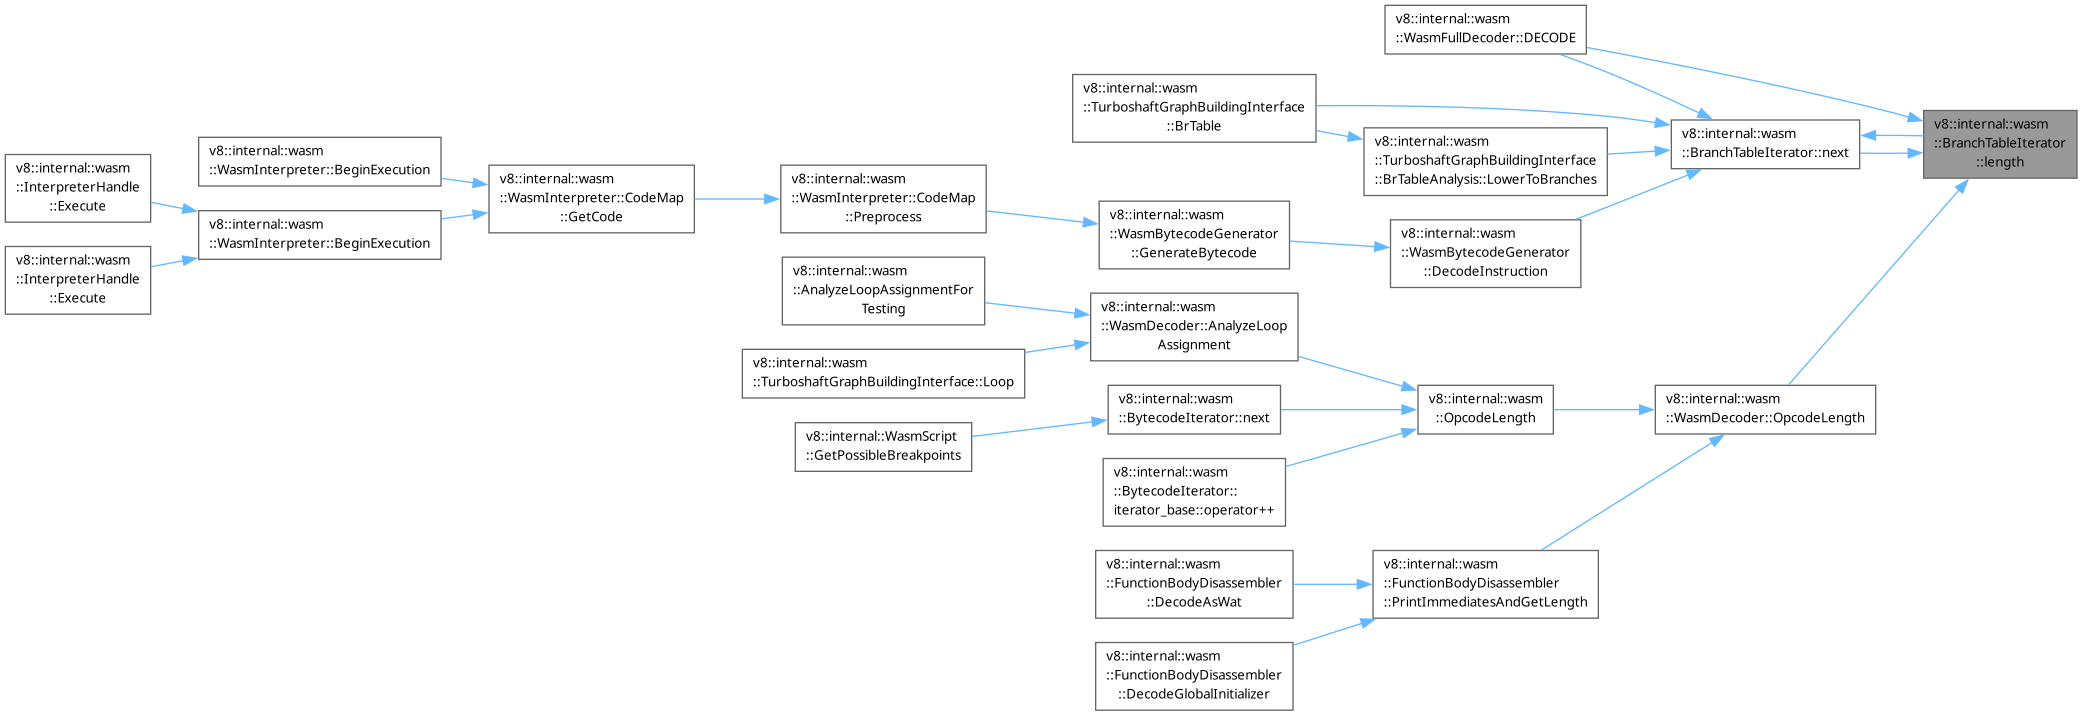 v8::internal::wasm
::InterpreterHandle
::Execute
v8::internal::wasm
::InterpreterHandle
::Execute
v8::internal::wasm
::WasmInterpreter::BeginExecution
v8::internal::wasm
::WasmInterpreter::BeginExecution
v8::internal::wasm
::WasmInterpreter::CodeMap
::GetCode
v8::internal::wasm
::WasmInterpreter::CodeMap
::Preprocess
v8::internal::wasm
::AnalyzeLoopAssignmentFor
Testing
v8::internal::wasm
::TurboshaftGraphBuildingInterface::Loop
v8::internal::WasmScript
::GetPossibleBreakpoints
v8::internal::wasm
::TurboshaftGraphBuildingInterface
::BrTable
v8::internal::wasm
::WasmBytecodeGenerator
::GenerateBytecode
v8::internal::wasm
::WasmDecoder::AnalyzeLoop
Assignment
v8::internal::wasm
::BytecodeIterator::next
v8::internal::wasm
::BytecodeIterator::
iterator_base::operator++
v8::internal::wasm
::FunctionBodyDisassembler
::DecodeAsWat
v8::internal::wasm
::FunctionBodyDisassembler
::DecodeGlobalInitializer
v8::internal::wasm
::WasmFullDecoder::DECODE
v8::internal::wasm
::TurboshaftGraphBuildingInterface
::BrTableAnalysis::LowerToBranches
v8::internal::wasm
::WasmBytecodeGenerator
::DecodeInstruction
v8::internal::wasm
::OpcodeLength
v8::internal::wasm
::FunctionBodyDisassembler
::PrintImmediatesAndGetLength
v8::internal::wasm
::BranchTableIterator::next
v8::internal::wasm
::WasmDecoder::OpcodeLength
v8::internal::wasm
::BranchTableIterator
::length